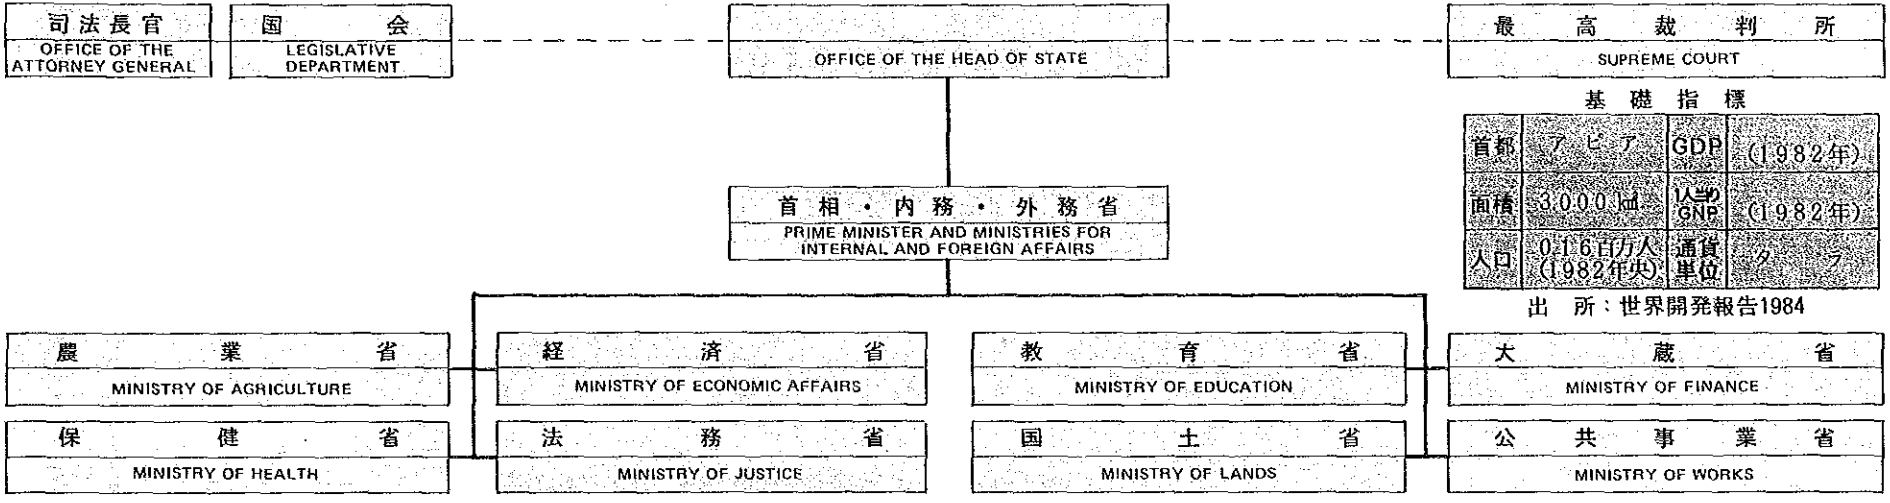 司法長官
OFFICE OF THE
ATTORNEY GENERAL
国会
LEGISLATIVE
DEPARTMENT
OFFICE OF THE HEAD OF STATE
最高裁判所
SUPREME COURT
基礎指標
首都 アピア GDP (1982年)
面積 3,000㎢ 1人当り GNP (1982年)
人口 0.16百万人 (1982年央) 通貨単位 タラ
出所：世界開発報告1984
首相・内務・外務省
PRIME MINISTER AND MINISTRIES FOR
INTERNAL AND FOREIGN AFFAIRS
農業省
MINISTRY OF AGRICULTURE
経済省
MINISTRY OF ECONOMIC AFFAIRS
教育省
MINISTRY OF EDUCATION
大蔵省
MINISTRY OF FINANCE
保健省
MINISTRY OF HEALTH
法務省
MINISTRY OF JUSTICE
国土省
MINISTRY OF LANDS
公共事業省
MINISTRY OF WORKS